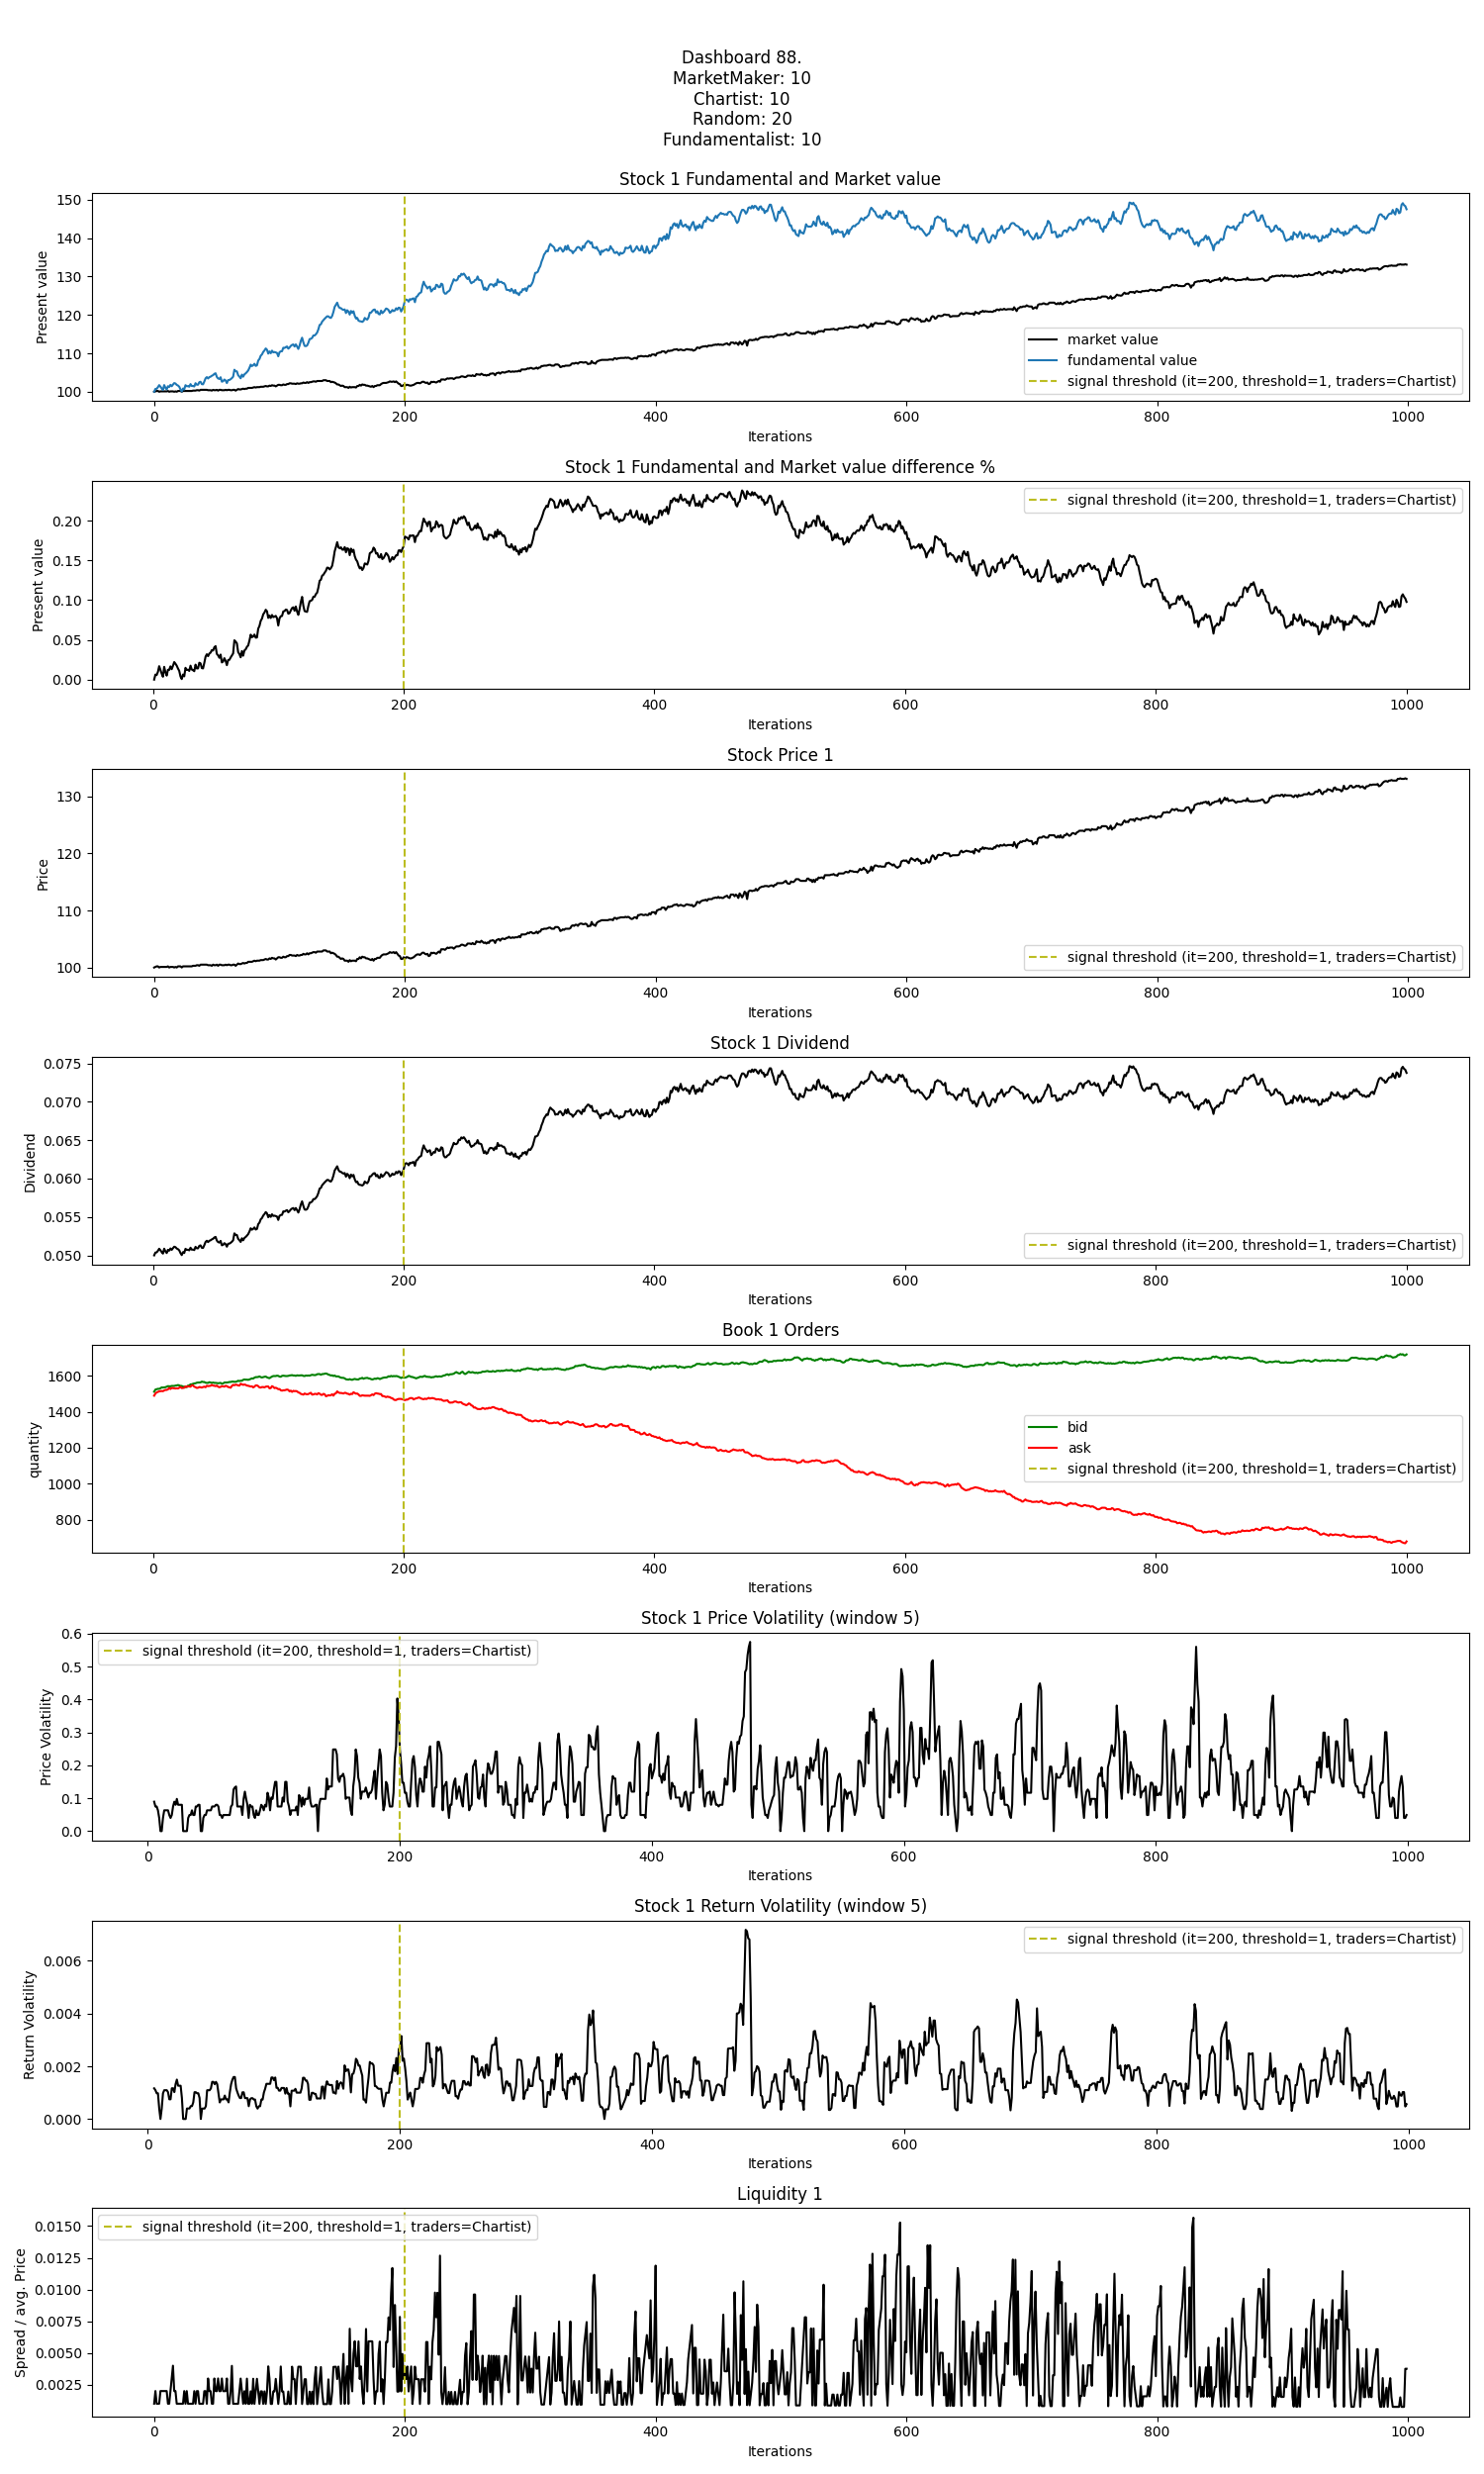 Dashboard 88.
MarketMaker: 10
Chartist: 10
Random: 20
Fundamentalist: 10
Stock 1 Fundamental and Market value
Present value
150
140
130
120
110
100
market value
fundamental value
signal threshold (it=200, threshold=1, traders=Chartist)
0 200 400 600 800 1000
Iterations
Stock 1 Fundamental and Market value difference %
Present value
0.20
0.15
0.10
0.05
0.00
signal threshold (it=200, threshold=1, traders=Chartist)
0 200 400 600 800 1000
Iterations
Stock Price 1
Price
130
120
110
100
signal threshold (it=200, threshold=1, traders=Chartist)
0 200 400 600 800 1000
Iterations
Stock 1 Dividend
Dividend
0.075
0.070
0.065
0.060
0.055
0.050
signal threshold (it=200, threshold=1, traders=Chartist)
0 200 400 600 800 1000
Iterations
Book 1 Orders
quantity
1600
1400
1200
1000
800
bid
ask
signal threshold (it=200, threshold=1, traders=Chartist)
0 200 400 600 800 1000
Iterations
Stock 1 Price Volatility (window 5)
Price Volatility
0.6
0.5
0.4
0.3
0.2
0.1
0.0
signal threshold (it=200, threshold=1, traders=Chartist)
0 200 400 600 800 1000
Iterations
Stock 1 Return Volatility (window 5)
Return Volatility
0.006
0.004
0.002
0.000
signal threshold (it=200, threshold=1, traders=Chartist)
0 200 400 600 800 1000
Iterations
Liquidity 1
Spread / avg. Price
0.0150
0.0125
0.0100
0.0075
0.0050
0.0025
signal threshold (it=200, threshold=1, traders=Chartist)
0 200 400 600 800 1000
Iterations